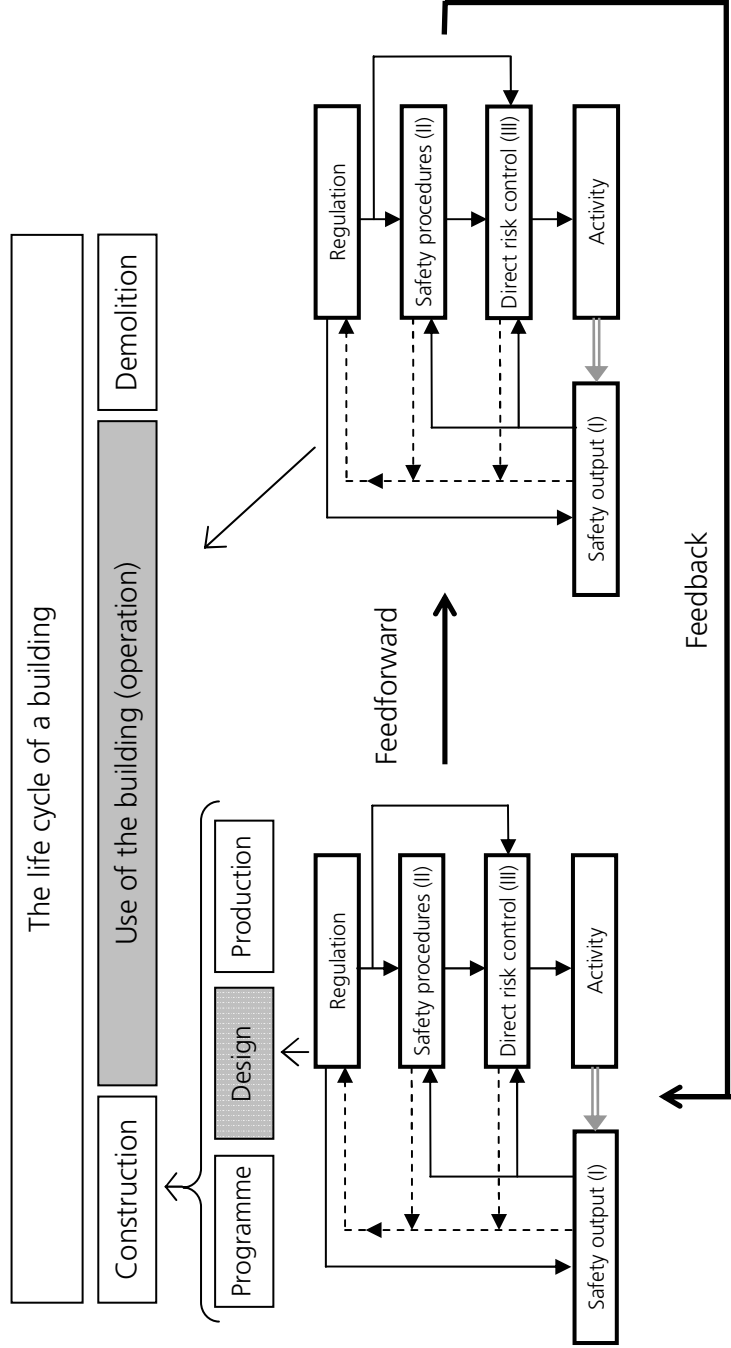 The life cycle of a building
Construction
Use of the building (operation)
Demolition
Programme
Design
Production
Regulation
Safety procedures (II)
Direct risk control (III)
Activity
Safety output (I)
Feedforward
Regulation
Safety procedures (II)
Direct risk control (III)
Activity
Safety output (I)
Feedback